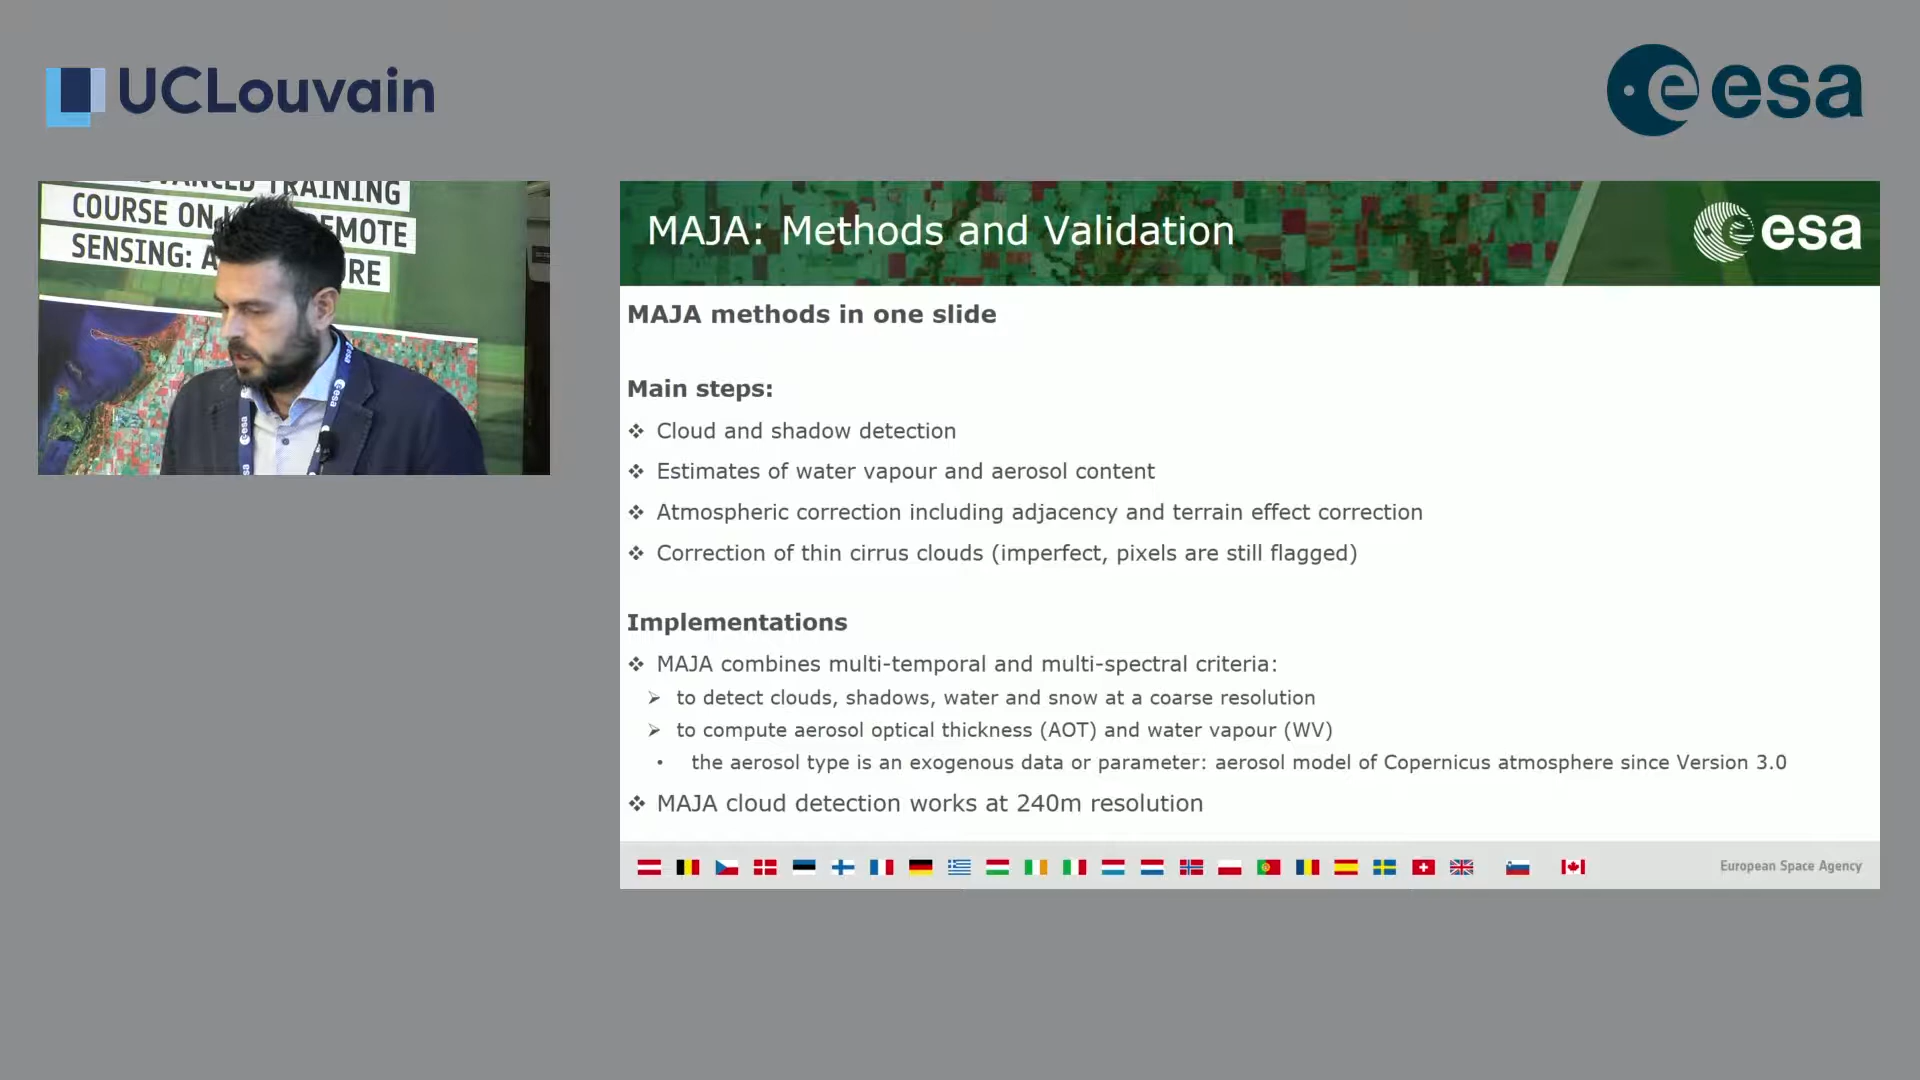 UCLouvain
esa
ADVANCED TRAINING
COURSE ON REMOTE
SENSING: A RE
esa
esa
esa
MAJA: Methods and Validation
esa
MAJA methods in one slide
Main steps:
❖ Cloud and shadow detection
❖ Estimates of water vapour and aerosol content
❖ Atmospheric correction including adjacency and terrain effect correction
❖ Correction of thin cirrus clouds (imperfect, pixels are still flagged)
Implementations
❖ MAJA combines multi-temporal and multi-spectral criteria:
➢ to detect clouds, shadows, water and snow at a coarse resolution
➢ to compute aerosol optical thickness (AOT) and water vapour (WV)
• the aerosol type is an exogenous data or parameter: aerosol model of Copernicus atmosphere since Version 3.0
❖ MAJA cloud detection works at 240m resolution
European Space Agency